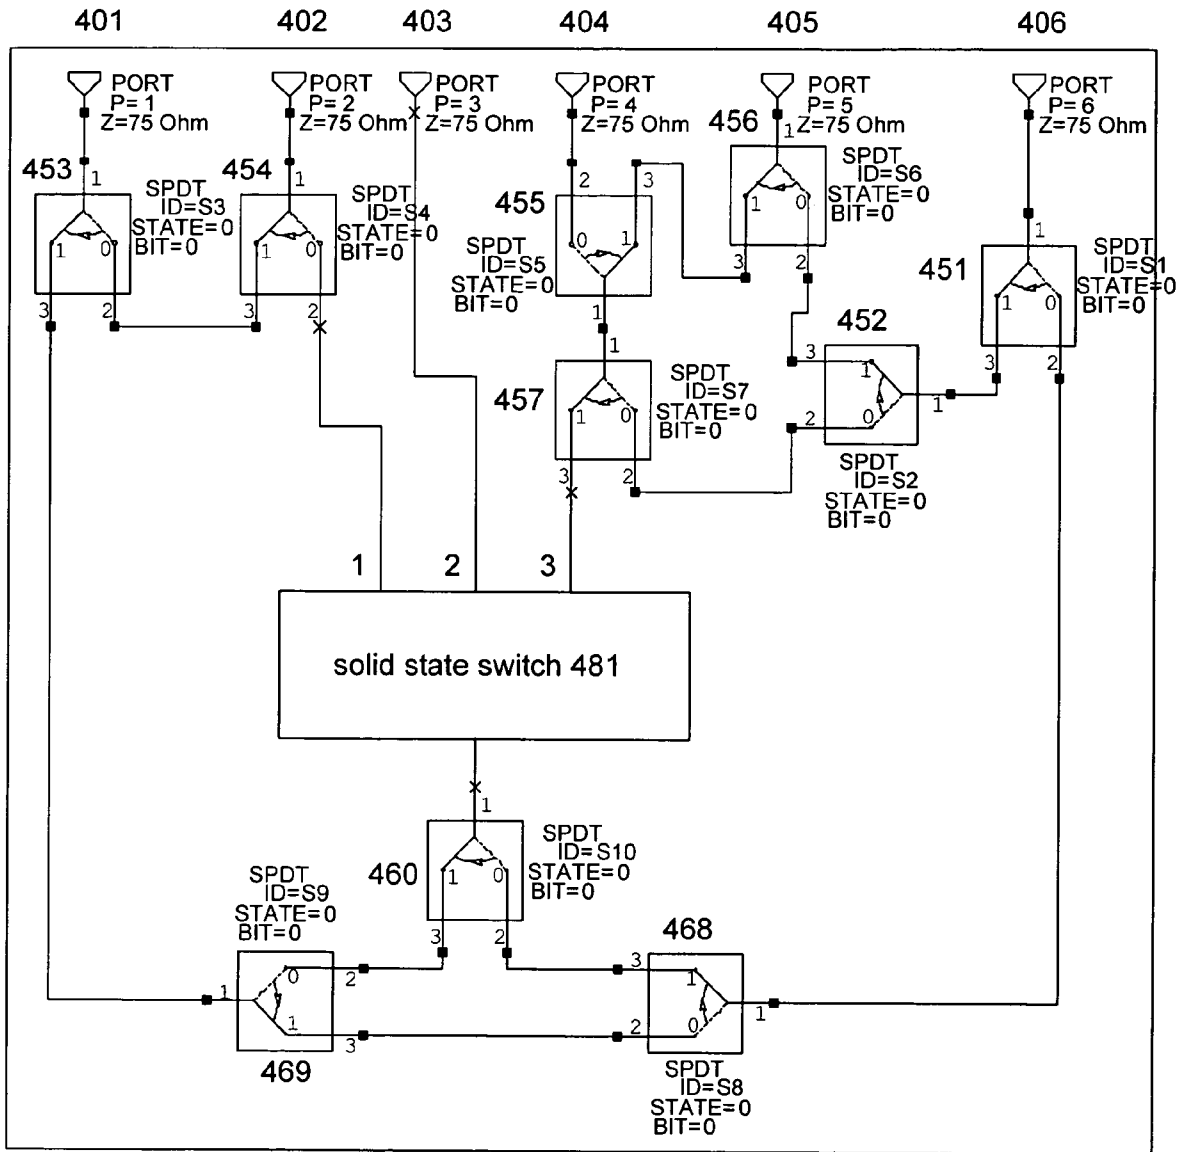 401 402 403 404 405 406
PORT
P=1
Z=75 Ohm
PORT
P=2
Z=75 Ohm
PORT
P=3
Z=75 Ohm
PORT
P=4
Z=75 Ohm
PORT
P=5
Z=75 Ohm
PORT
P=6
Z=75 Ohm
453
1
SPDT
ID=S3
STATE=0
BIT=0
1 0
3 2
454
1
SPDT
ID=S4
STATE=0
BIT=0
1 0
3 2
455
2 3
0 1
SPDT
ID=S5
STATE=0
BIT=0
1
456
1
SPDT
ID=S6
STATE=0
BIT=0
1 0
3 2
451
1
SPDT
ID=S1
STATE=0
BIT=0
1 0
3 2
452
3
1
0
2
1
SPDT
ID=S2
STATE=0
BIT=0
457
1
SPDT
ID=S7
STATE=0
BIT=0
1 0
3 2
1 2 3
solid state switch 481
1
460
SPDT
ID=S10
STATE=0
BIT=0
1 0
3 2
SPDT
ID=S9
STATE=0
BIT=0
1
0
2
1
3
469
468
3
1
0
2
1
SPDT
ID=S8
STATE=0
BIT=0